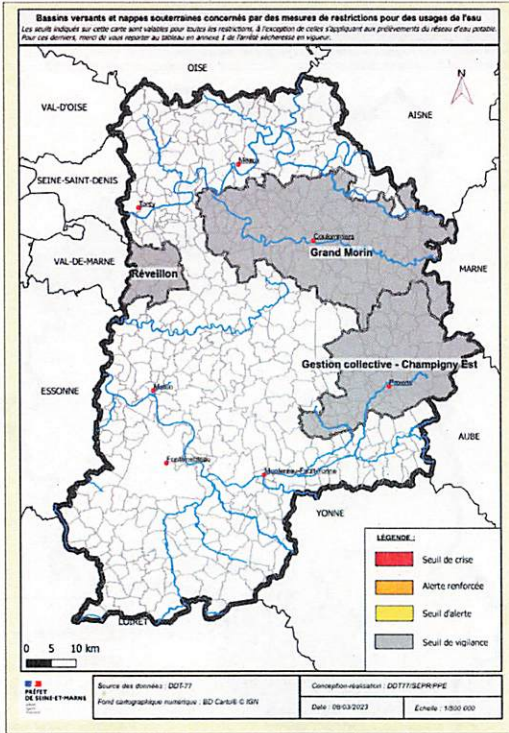 Bassins versants et nappes souterraines concernés par des mesures de restrictions pour des usages de l'eau
Les seuils indiqués sur cette carte sont valables pour toutes les restrictions, à l'exception de celles s'appliquant aux prélèvements du réseau d'eau potable.
Pour ces derniers, merci de vous reporter au tableau en annexe 1 de l'arrêté sécheresse en vigueur.
OISE
N
VAL-D'OISE
AISNE
Meaux
SEINE-SAINT-DENIS
Torcy
Coulommiers
Grand Morin
VAL-DE-MARNE
Réveillon
MARNE
Gestion collective - Champigny Est
Provins
ESSONNE
Melun
AUBE
Fontainebleau
Montereau-Fault-Yonne
YONNE
LÉGENDE :
Seuil de crise
Alerte renforcée
Seuil d'alerte
Seuil de vigilance
LOIRET
0 5 10 km
PRÉFET
DE SEINE-ET-MARNE
Source des données : DDT-77
Fond cartographique numérique : BD Carto® © IGN
Conception-réalisation : DDT77/SEPR/PPE
Date : 09/03/2023
Echelle : 1/800 000